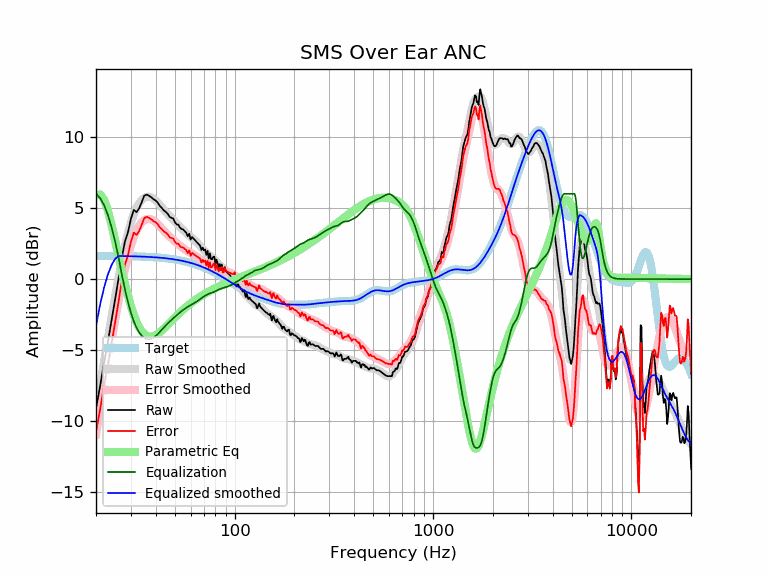 SMS Over Ear ANC
Amplitude (dBr)
10
5
0
−5
−10
−15
Target
Raw Smoothed
Error Smoothed
Raw
Error
Parametric Eq
Equalization
Equalized smoothed
100 1000 10000
Frequency (Hz)